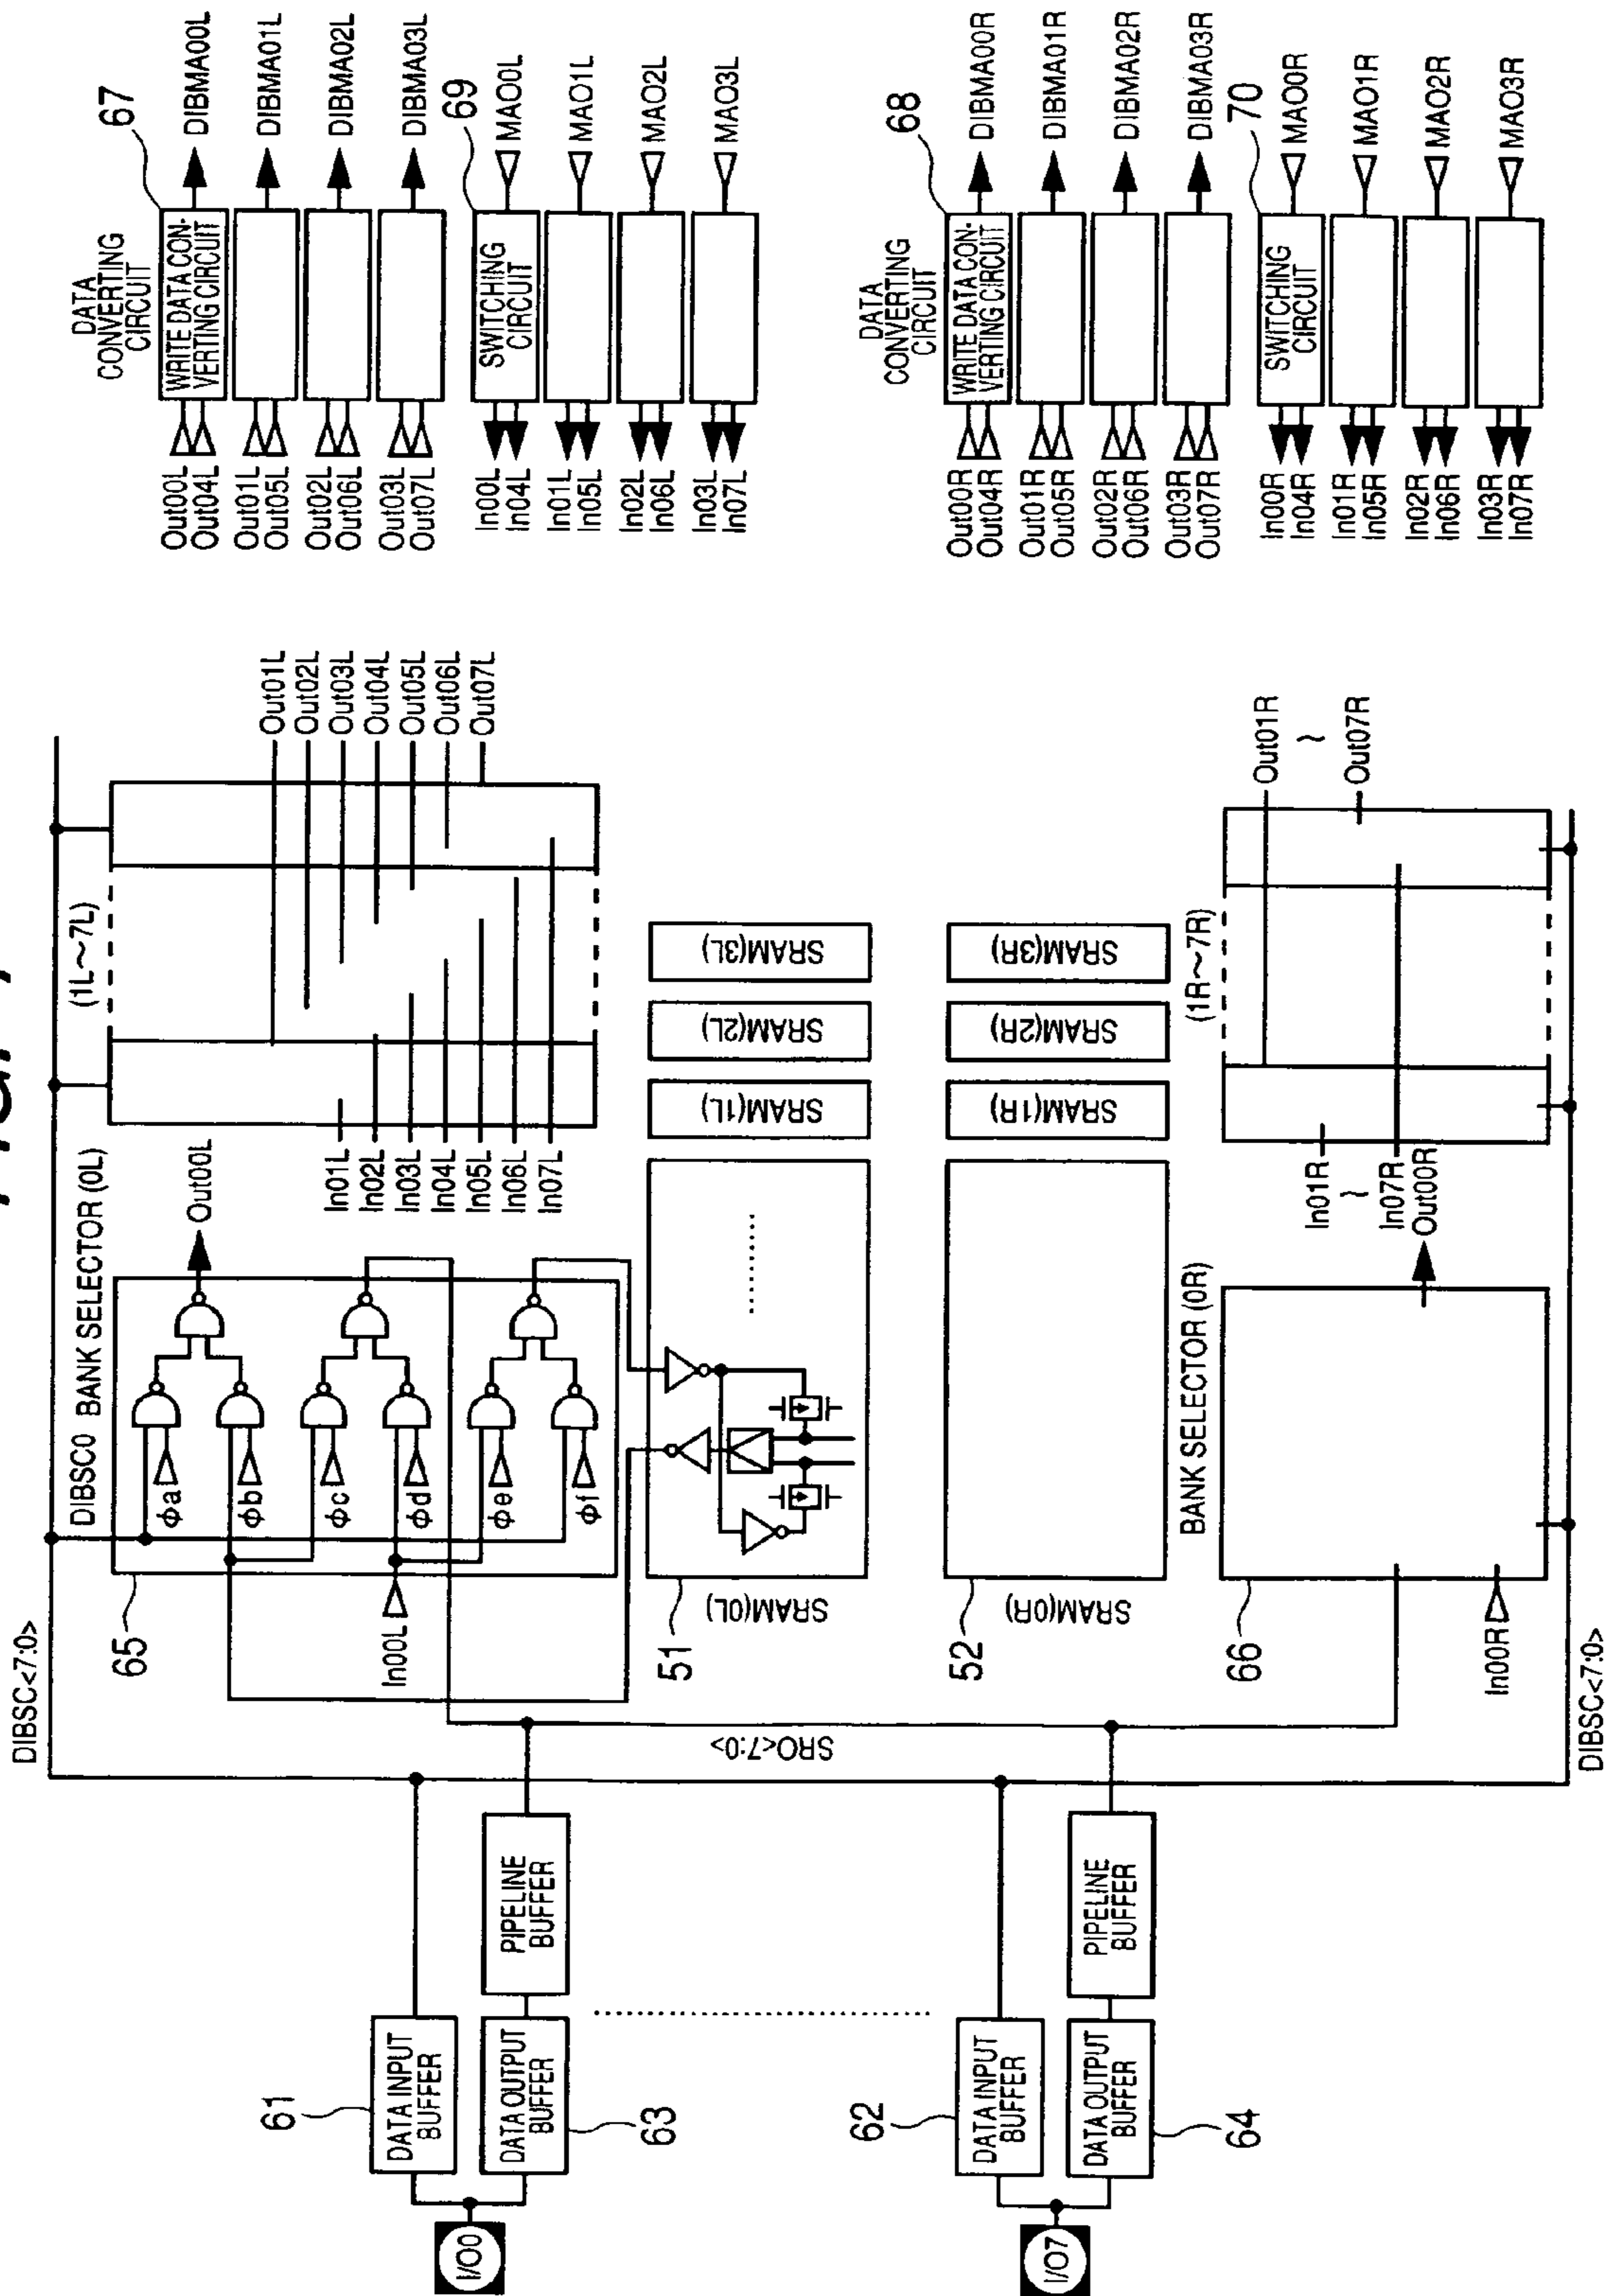 DIBSC<7:0>
65
DIBSC0 BANK SELECTOR (0L)
Out00L
(1L~7L)
φa
φb
φc
φd
φe
φf
In00L
In01L
In02L
In03L
In04L
In05L
In06L
In07L
Out01L
Out02L
Out03L
Out04L
Out05L
Out06L
Out07L
DATA
CONVERTING
CIRCUIT
67
WRITE DATA CON-
VERTING CIRCUIT
Out00L
Out04L
Out01L
Out05L
Out02L
Out06L
Out03L
Out07L
DIBMA00L
DIBMA01L
DIBMA02L
DIBMA03L
69
SWITCHING
CIRCUIT
In00L
In04L
In01L
In05L
In02L
In06L
In03L
In07L
MAO0L
MAO1L
MAO2L
MAO3L
61
DATA INPUT
BUFFER
I/O0
DATA OUTPUT
BUFFER
63
PIPELINE
BUFFER
SRO<7:0>
51
SRAM(0L)
SRAM(1L)
SRAM(2L)
SRAM(3L)
52
SRAM(0R)
SRAM(1R)
SRAM(2R)
SRAM(3R)
62
DATA INPUT
BUFFER
I/O7
DATA OUTPUT
BUFFER
64
PIPELINE
BUFFER
BANK SELECTOR (0R)
66
In00R
Out00R
(1R~7R)
In01R
~
In07R
Out01R
~
Out07R
DIBSC<7:0>
DATA
CONVERTING
CIRCUIT
68
WRITE DATA CON-
VERTING CIRCUIT
Out00R
Out04R
Out01R
Out05R
Out02R
Out06R
Out03R
Out07R
DIBMA00R
DIBMA01R
DIBMA02R
DIBMA03R
70
SWITCHING
CIRCUIT
In00R
In04R
In01R
In05R
In02R
In06R
In03R
In07R
MAO0R
MAO1R
MAO2R
MAO3R